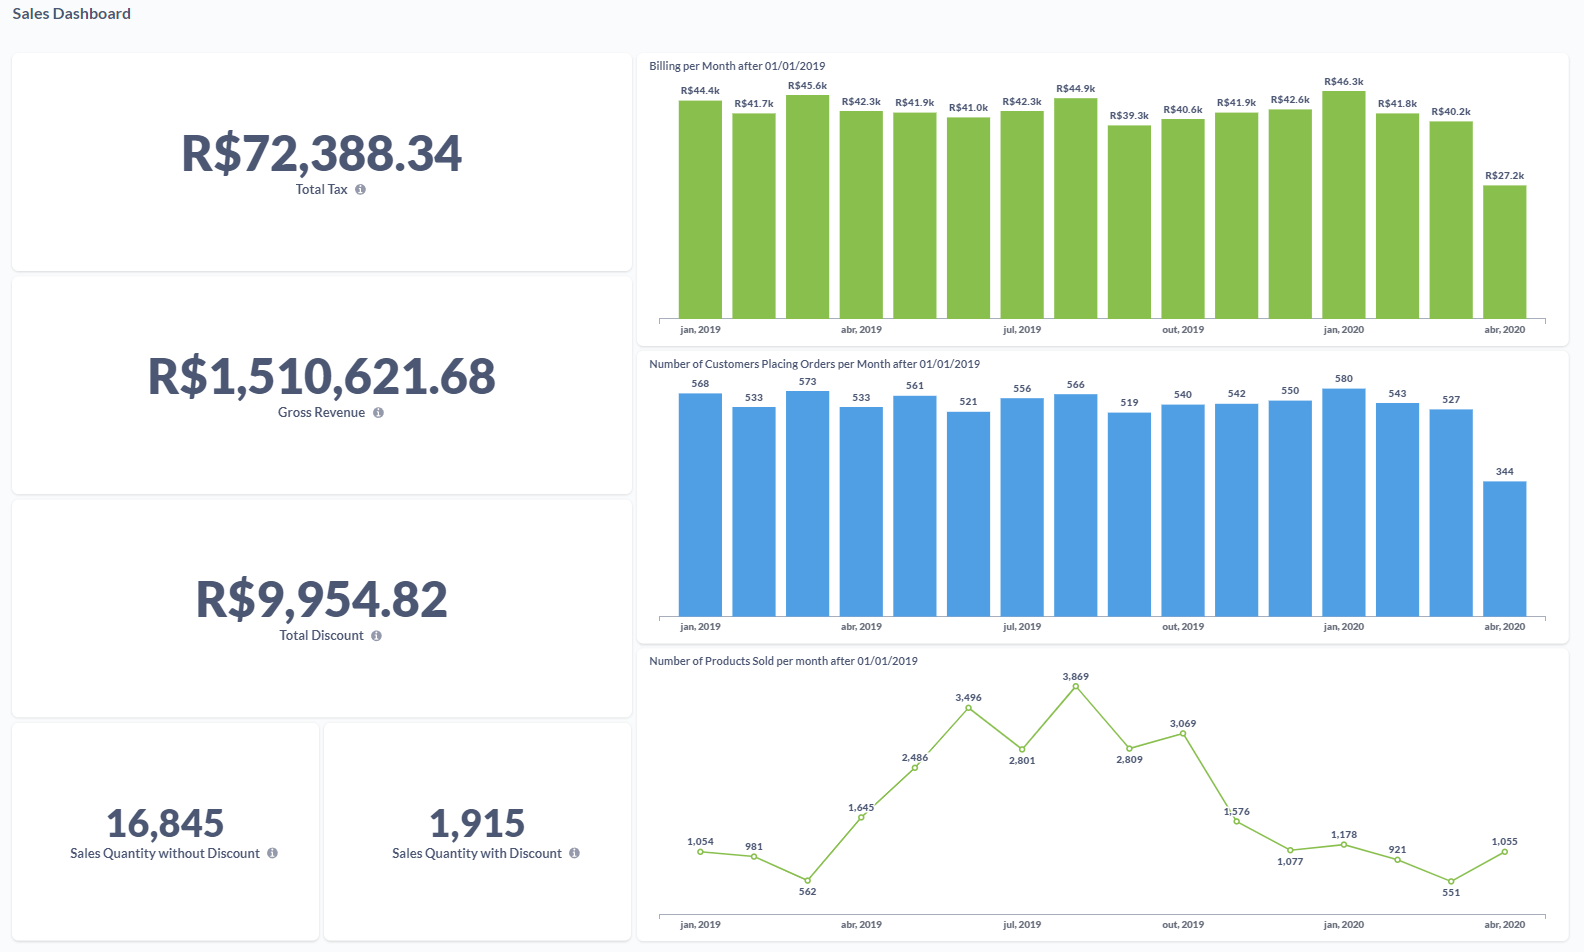 Sales Dashboard
R$72,388.34
Total Tax
R$1,510,621.68
Gross Revenue
R$9,954.82
Total Discount
16,845
Sales Quantity without Discount
1,915
Sales Quantity with Discount
Billing per Month after 01/01/2019
R$44.4k R$41.7k R$45.6k R$42.3k R$41.9k R$41.0k R$42.3k R$44.9k R$39.3k R$40.6k R$41.9k R$42.6k R$46.3k R$41.8k R$40.2k R$27.2k
jan, 2019 abr, 2019 jul, 2019 out, 2019 jan, 2020 abr, 2020
Number of Customers Placing Orders per Month after 01/01/2019
568 533 573 533 561 521 556 566 519 540 542 550 580 543 527 344
jan, 2019 abr, 2019 jul, 2019 out, 2019 jan, 2020 abr, 2020
Number of Products Sold per month after 01/01/2019
1,054 981 562 1,645 2,486 3,496 2,801 3,869 2,809 3,069 1,576 1,077 1,178 921 551 1,055
jan, 2019 abr, 2019 jul, 2019 out, 2019 jan, 2020 abr, 2020